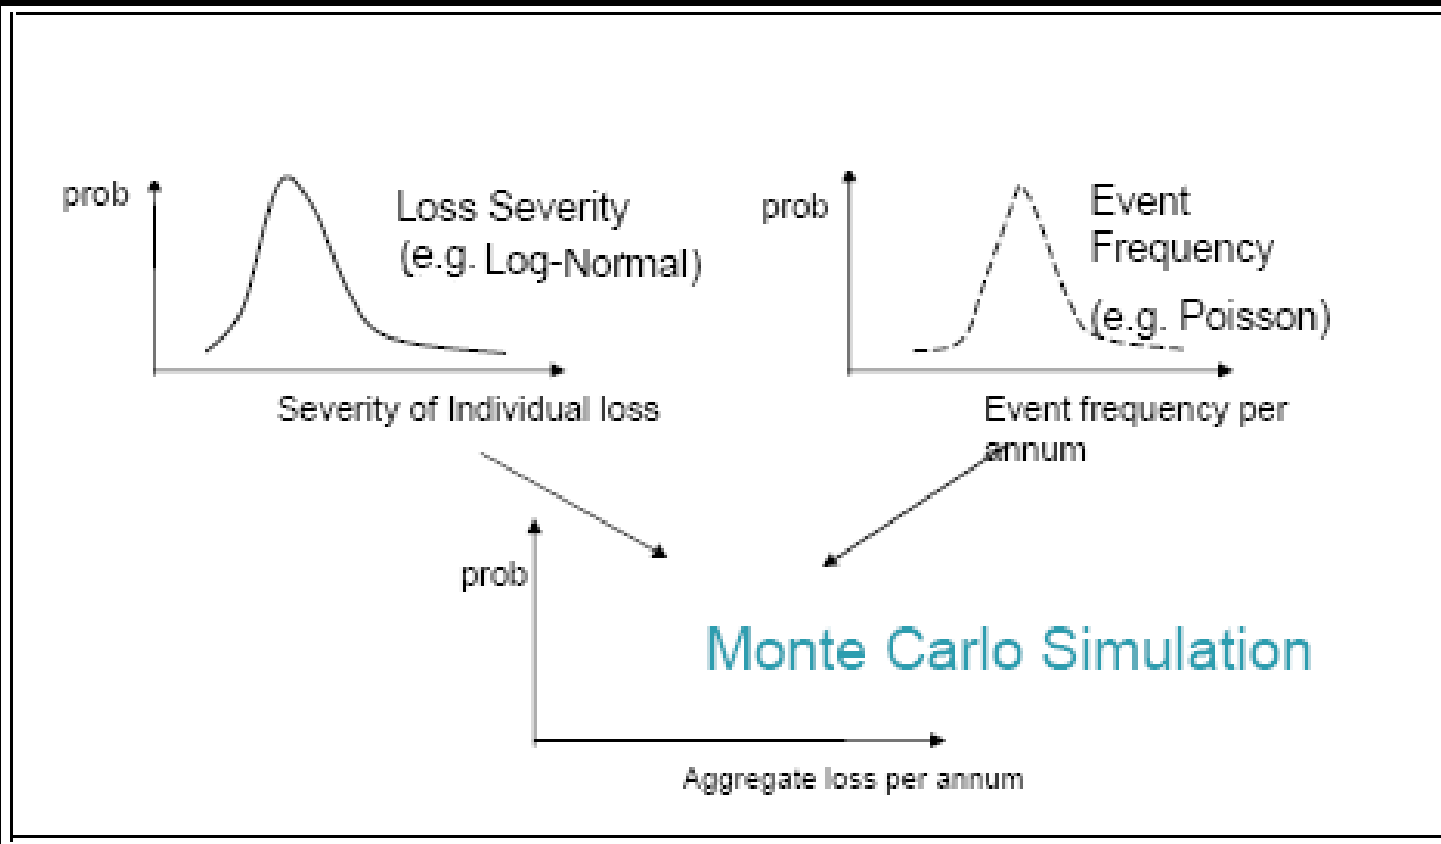 prob
Loss Severity
(e.g. Log-Normal)
Severity of Individual loss
prob
Event
Frequency
(e.g. Poisson)
Event frequency per
annum
prob
Monte Carlo Simulation
Aggregate loss per annum